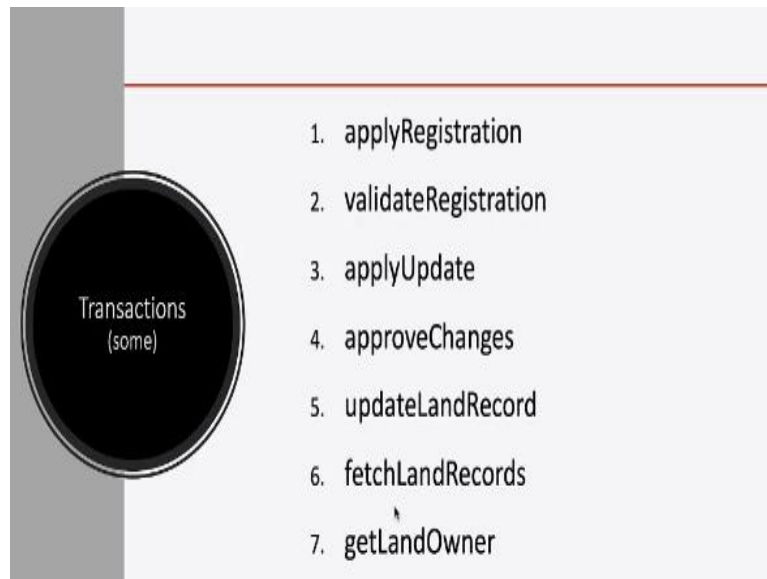 Transactions
(some)
1. applyRegistration
2. validateRegistration
3. applyUpdate
4. approveChanges
5. updateLandRecord
6. fetchLandRecords
7. getLandOwner